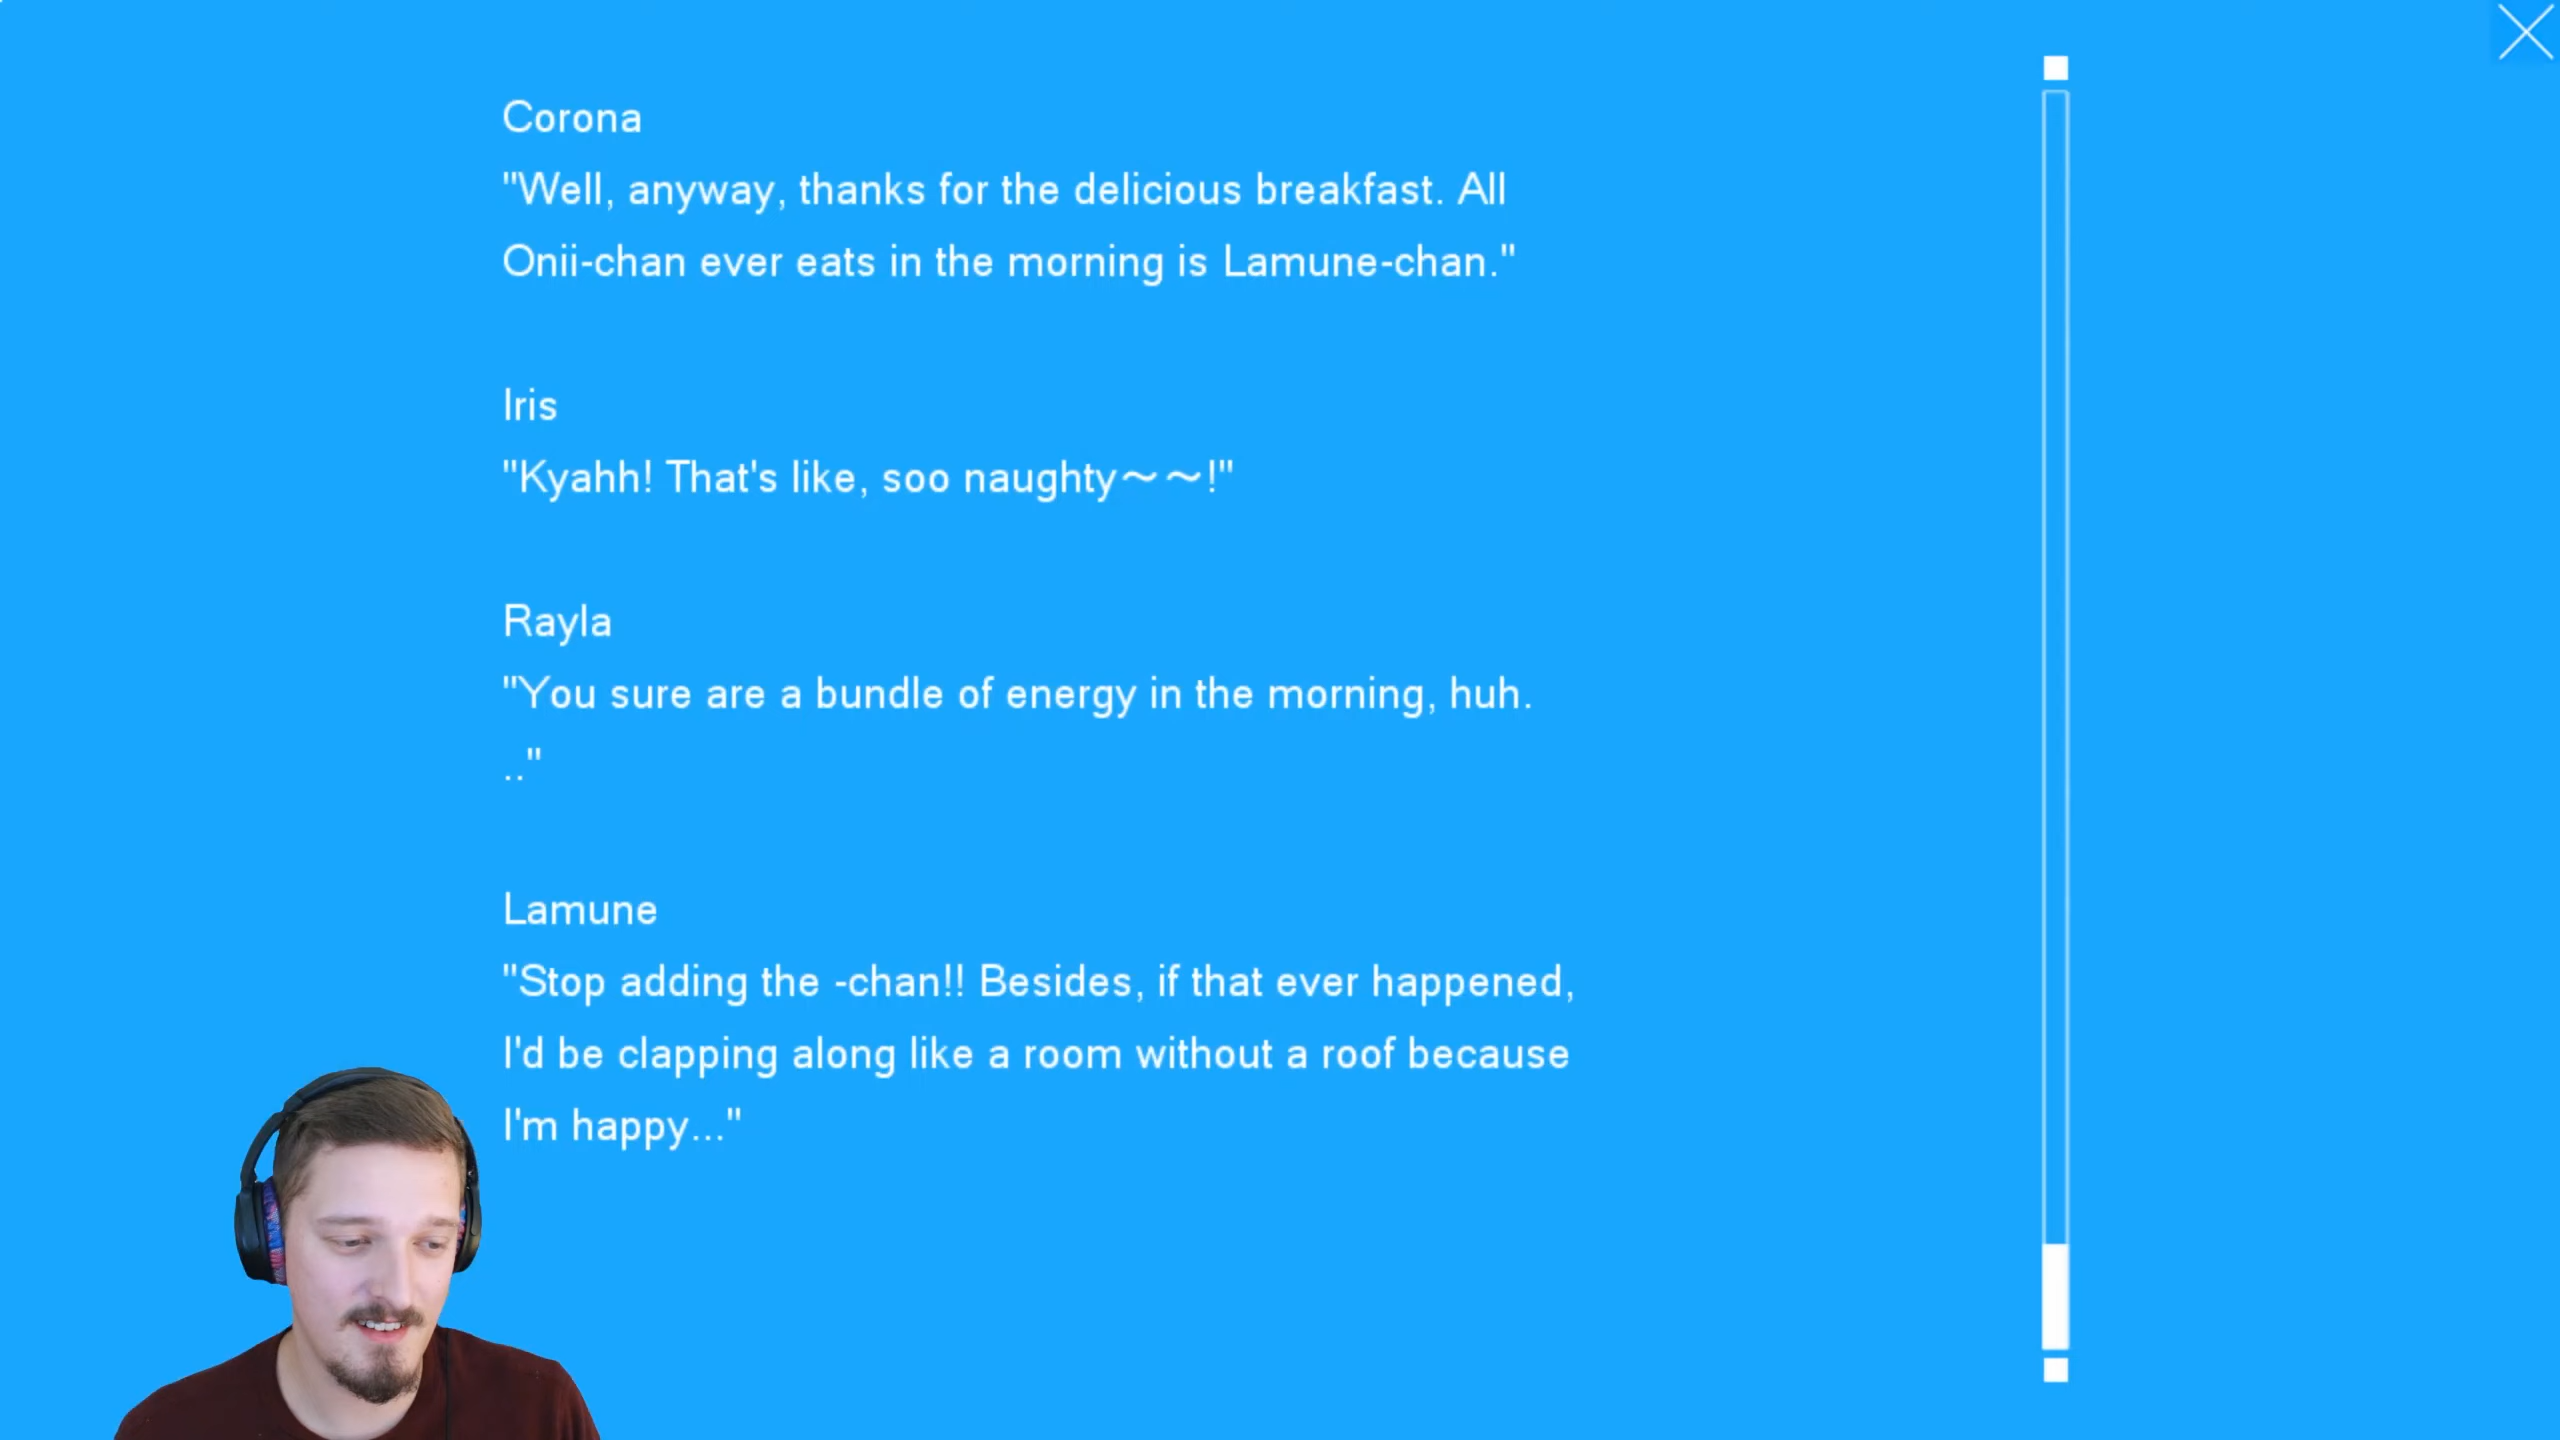 Corona
"Well, anyway, thanks for the delicious breakfast. All
Onii-chan ever eats in the morning is Lamune-chan."
Iris
"Kyahh! That's like, soo naughty～～!"
Rayla
"You sure are a bundle of energy in the morning, huh.
.."
Lamune
"Stop adding the -chan!! Besides, if that ever happened,
I'd be clapping along like a room without a roof because
I'm happy..."